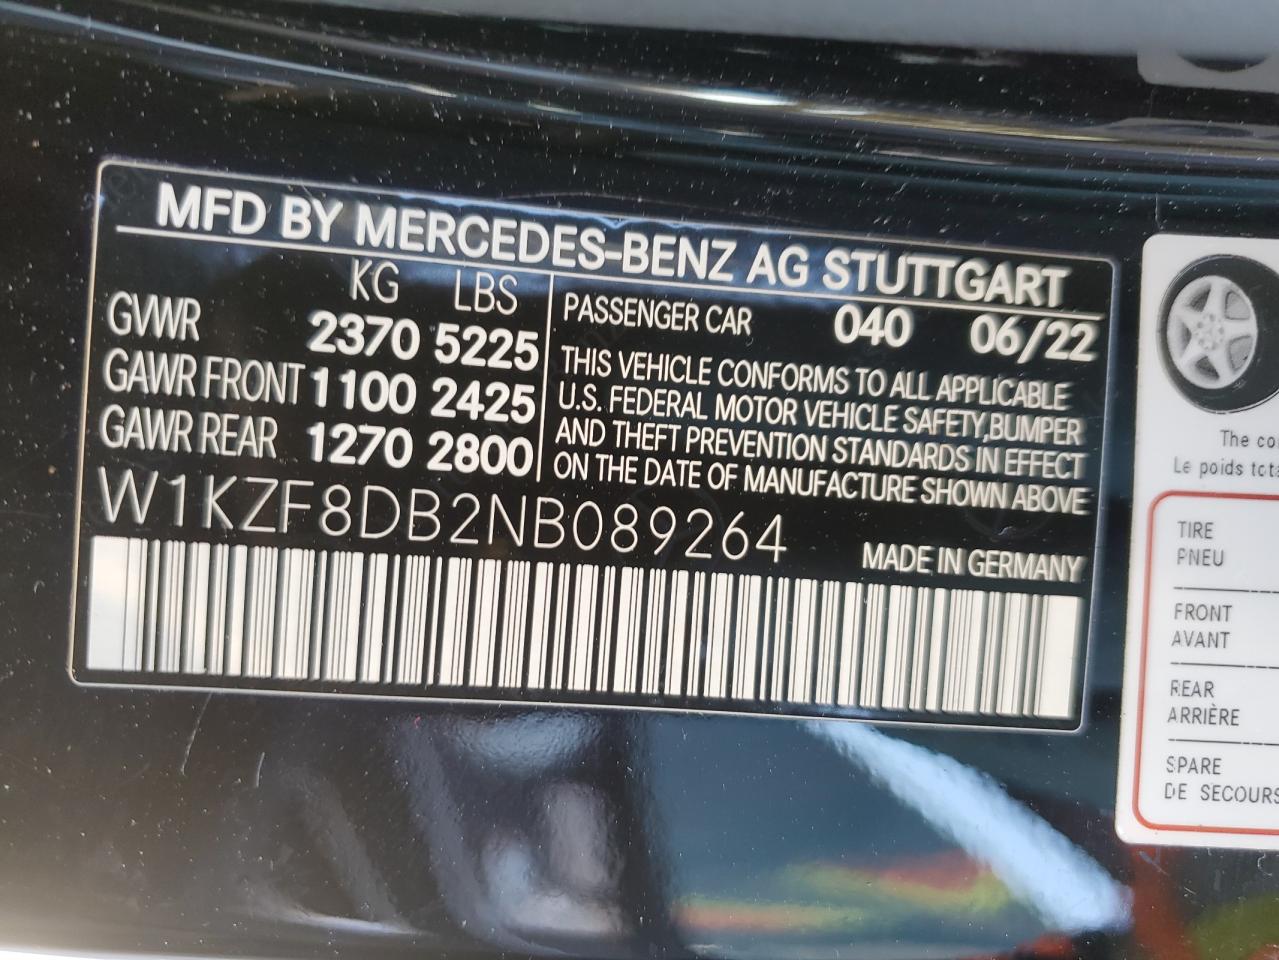 MFD BY MERCEDES-BENZ AG STUTTGART
KG LBS
GVWR 2370 5225
GAWR FRONT 1100 2425
GAWR REAR 1270 2800
PASSENGER CAR 040 06/22
THIS VEHICLE CONFORMS TO ALL APPLICABLE
U.S. FEDERAL MOTOR VEHICLE SAFETY,BUMPER
AND THEFT PREVENTION STANDARDS IN EFFECT
ON THE DATE OF MANUFACTURE SHOWN ABOVE
W1KZF8DB2NB089264
MADE IN GERMANY
The
Le poids
TIRE
PNEU
FRONT
AVANT
REAR
ARRIÈRE
SPARE
DE SECOURS